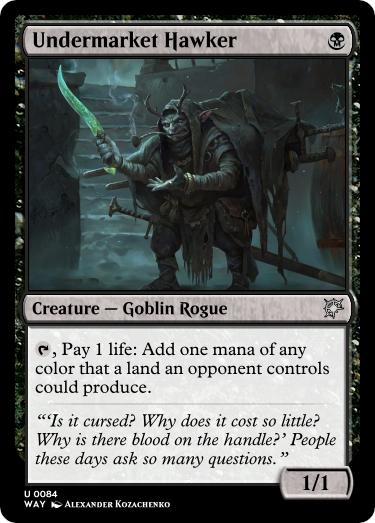 Undermarket Hawker
Creature — Goblin Rogue
, Pay 1 life: Add one mana of any
color that a land an opponent controls
could produce.
“‘Is it cursed? Why does it cost so little?
Why is there blood on the handle?’ People
these days ask so many questions.”
1/1
U 0084
WAY Alexander Kozachenko